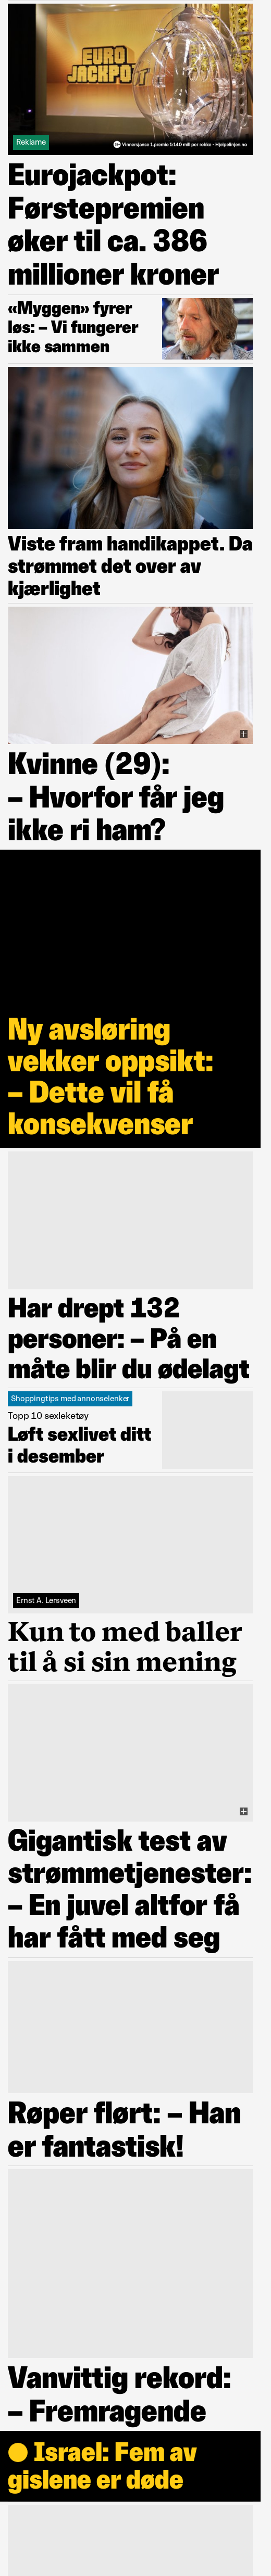 EURO
JACKPOT
Reklame
Vinnersjanse 1.premie 1:140 mill per rekke - Hjelpelinjen.no
Eurojackpot:
Førstepremien
øker til ca. 386
millioner kroner
«Myggen» fyrer
løs: – Vi fungerer
ikke sammen
Viste fram handikappet. Da
strømmet det over av
kjærlighet
Kvinne (29):
– Hvorfor får jeg
ikke ri ham?
Ny avsløring
vekker oppsikt:
– Dette vil få
konsekvenser
Har drept 132
personer: – På en
måte blir du ødelagt
Shoppingtips med annonselenker
Topp 10 sexleketøy
Løft sexlivet ditt
i desember
Ernst A. Lersveen
Kun to med baller
til å si sin mening
Gigantisk test av
strømmetjenester:
– En juvel altfor få
har fått med seg
Røper flørt: – Han
er fantastisk!
Vanvittig rekord:
– Fremragende
Israel: Fem av
gislene er døde